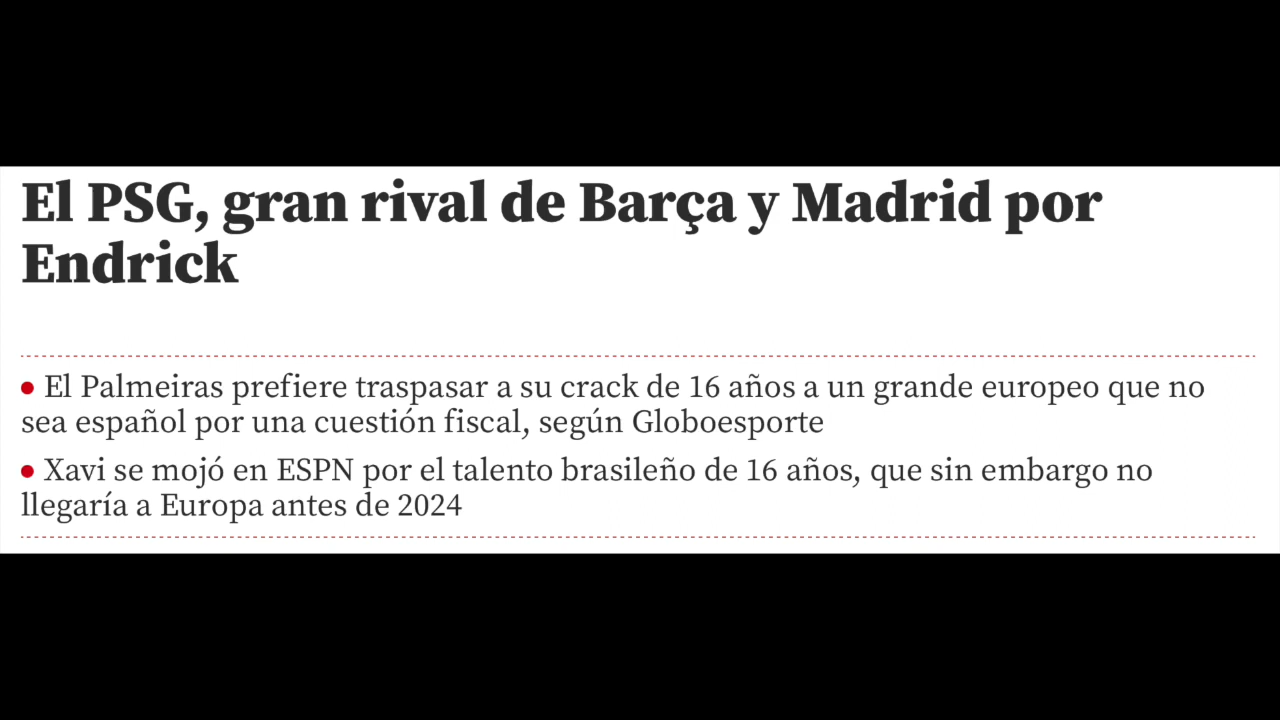 El PSG, gran rival de Barça y Madrid por
Endrick
• El Palmeiras prefiere traspasar a su crack de 16 años a un grande europeo que no
sea español por una cuestión fiscal, según Globoesporte
• Xavi se mojó en ESPN por el talento brasileño de 16 años, que sin embargo no
llegaría a Europa antes de 2024